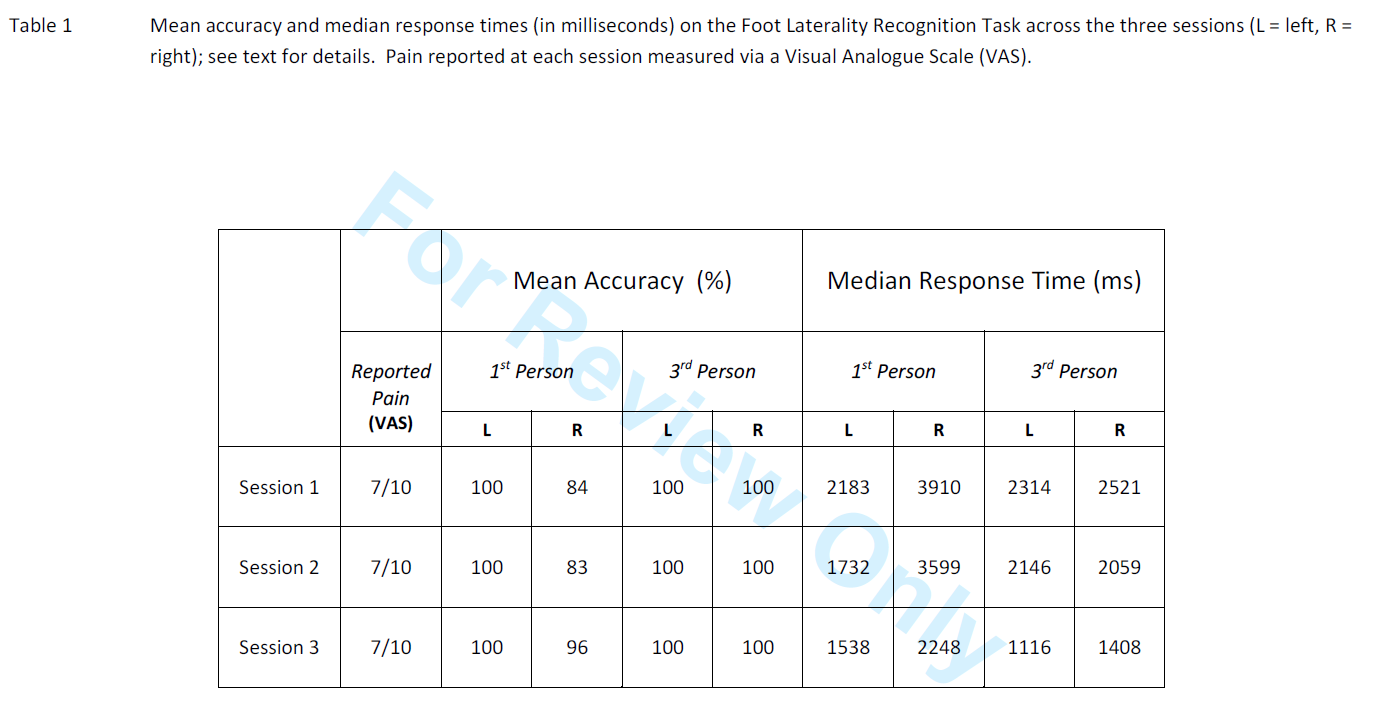 Table 1 Mean accuracy and median response times (in milliseconds) on the Foot Laterality Recognition Task across the three sessions (L = left, R =
right); see text for details. Pain reported at each session measured via a Visual Analogue Scale (VAS).
For Review Only
Mean Accuracy (%) Median Response Time (ms)
Reported
Pain
(VAS)
1st Person 3rd Person 1st Person 3rd Person
L R L R L R L R
Session 1 7/10 100 84 100 100 2183 3910 2314 2521
Session 2 7/10 100 83 100 100 1732 3599 2146 2059
Session 3 7/10 100 96 100 100 1538 2248 1116 1408